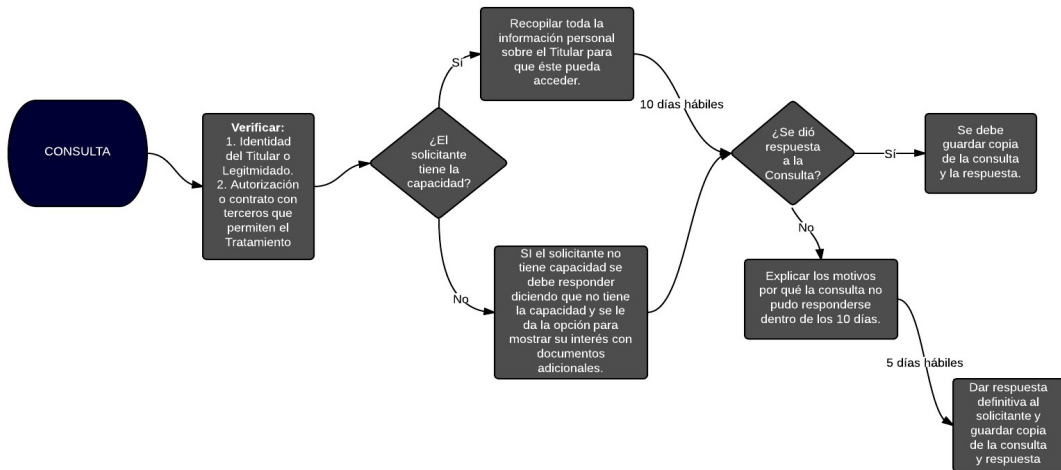 CONSULTA
Verificar:
1. Identidad
del Titular o
Legitmidado.
2. Autorización
o contrato con
terceros que
permiten el
Tratamiento
¿El
solicitante
tiene la
capacidad?
Sí
Recopilar toda la
información personal
sobre el Titular para
que éste pueda
acceder.
No
SI el solicitante no
tiene capacidad se
debe responder
diciendo que no tiene
la capacidad y se le
da la opción para
mostrar su interés con
documentos
adicionales.
10 días hábiles
¿Se dió
respuesta
a la
Consulta?
Sí
Se debe
guardar copia
de la consulta
y la respuesta.
No
Explicar los motivos
por qué la consulta no
pudo responderse
dentro de los 10 días.
5 días hábiles
Dar respuesta
definitiva al
solicitante y
guardar copia
de la consulta
y respuesta